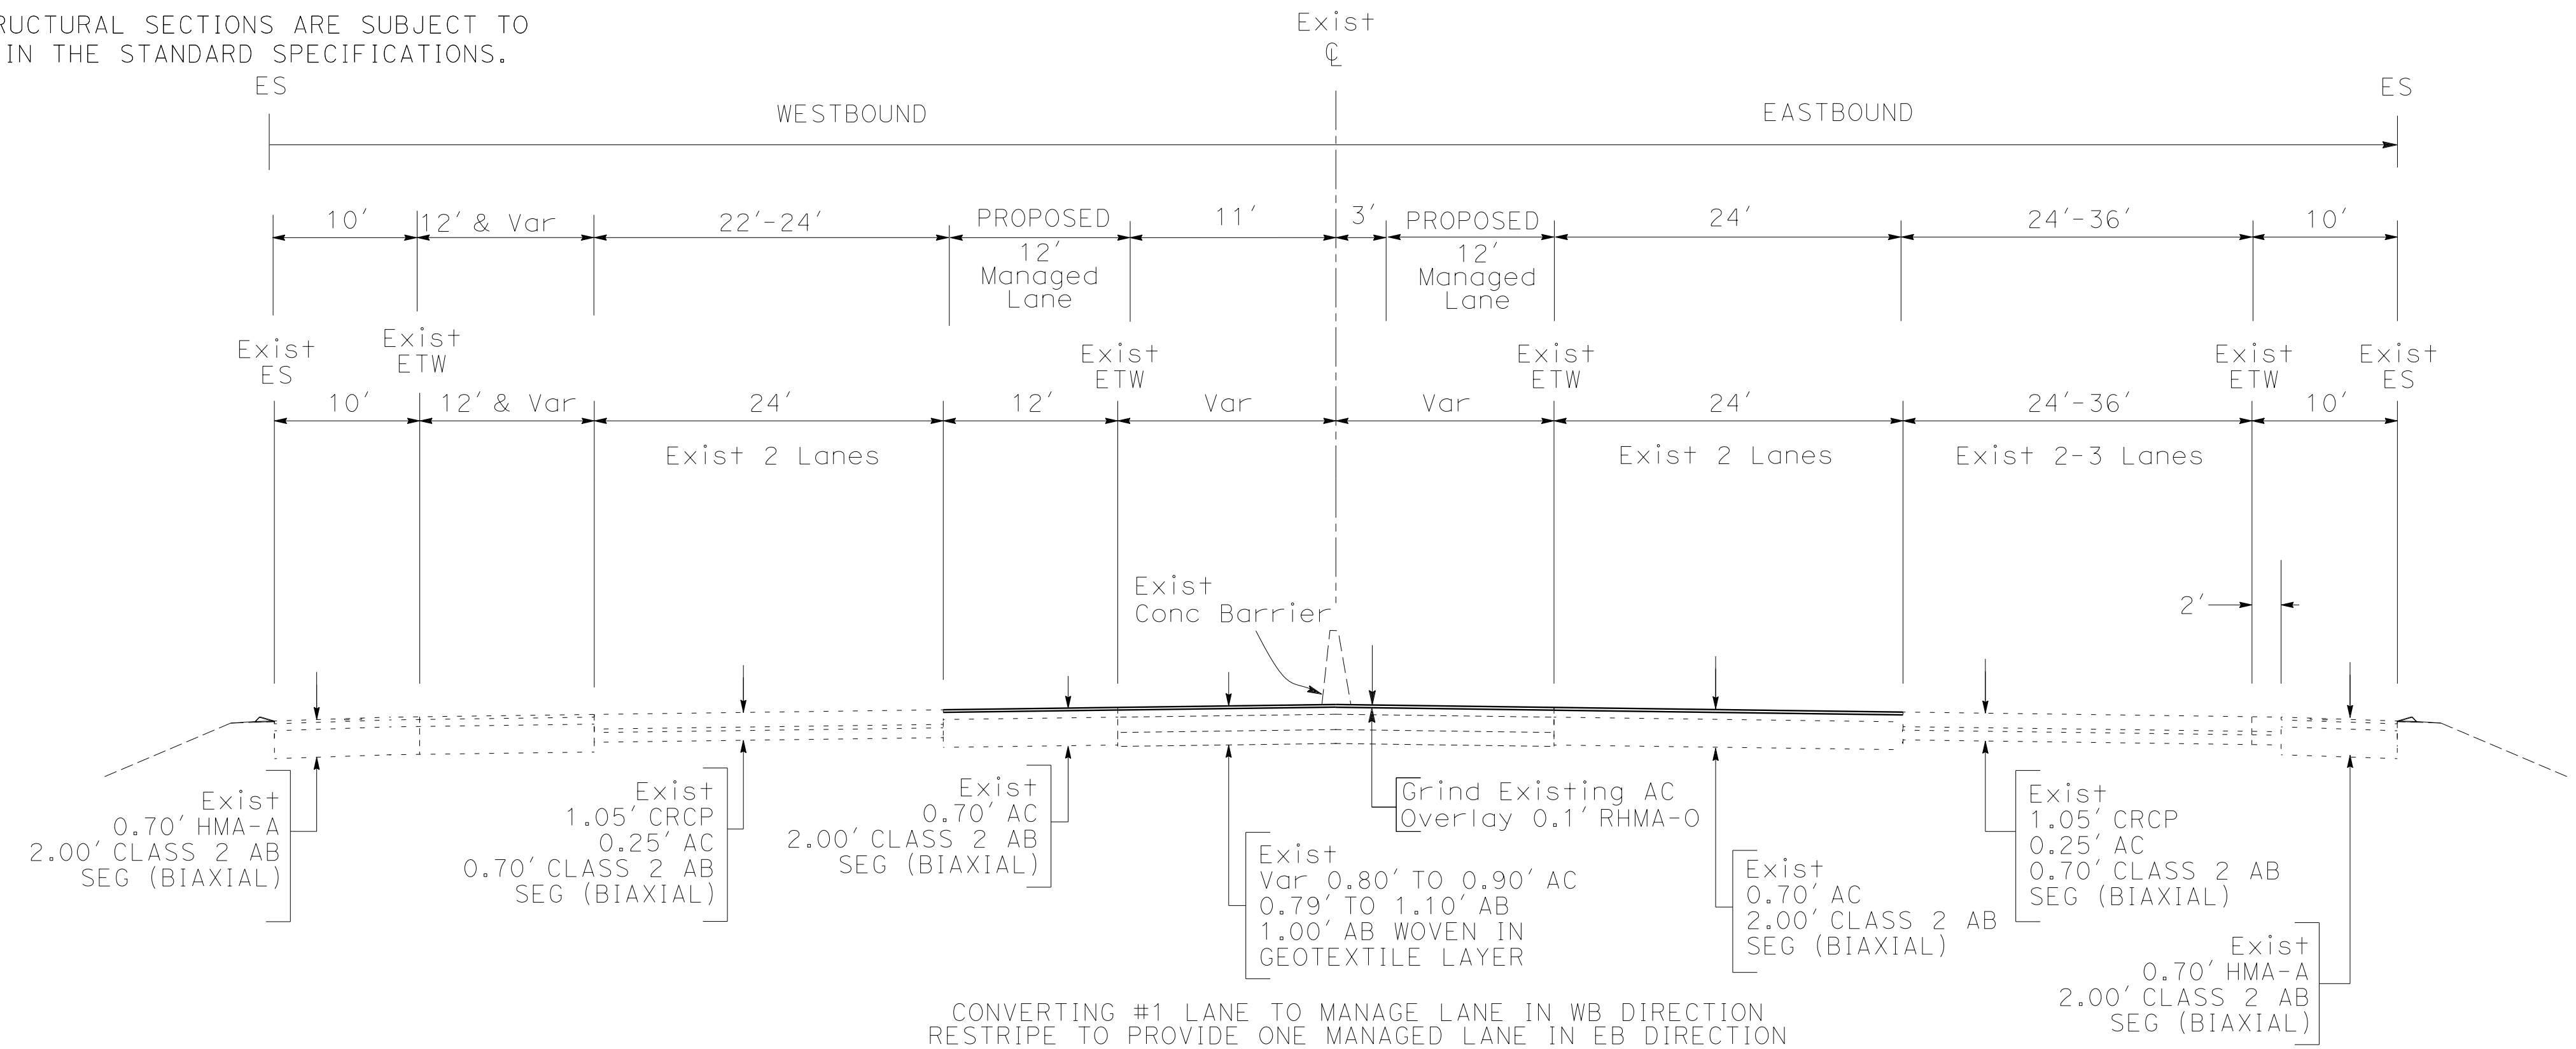 RUCTURAL SECTIONS ARE SUBJECT TO
IN THE STANDARD SPECIFICATIONS.
Exist
℄
ES
ES
WESTBOUND
EASTBOUND
10'
12' & Var
22'-24'
PROPOSED
12'
Managed
Lane
11'
3'
PROPOSED
12'
Managed
Lane
24'
24'-36'
10'
Exist
ES
Exist
ETW
Exist
ETW
Exist
ETW
Exist
ETW
Exist
ES
10'
12' & Var
24'
12'
Var
Var
24'
24'-36'
10'
Exist 2 Lanes
Exist 2 Lanes
Exist 2-3 Lanes
Exist
Conc Barrier
2'
Exist
0.70' HMA-A
2.00' CLASS 2 AB
SEG (BIAXIAL)
Exist
1.05' CRCP
0.25' AC
0.70' CLASS 2 AB
SEG (BIAXIAL)
Exist
0.70' AC
2.00' CLASS 2 AB
SEG (BIAXIAL)
Exist
Var 0.80' TO 0.90' AC
0.79' TO 1.10' AB
1.00' AB WOVEN IN
GEOTEXTILE LAYER
Grind Existing AC
Overlay 0.1' RHMA-O
Exist
0.70' AC
2.00' CLASS 2 AB
SEG (BIAXIAL)
Exist
1.05' CRCP
0.25' AC
0.70' CLASS 2 AB
SEG (BIAXIAL)
Exist
0.70' HMA-A
2.00' CLASS 2 AB
SEG (BIAXIAL)
CONVERTING #1 LANE TO MANAGE LANE IN WB DIRECTION
RESTRIPE TO PROVIDE ONE MANAGED LANE IN EB DIRECTION